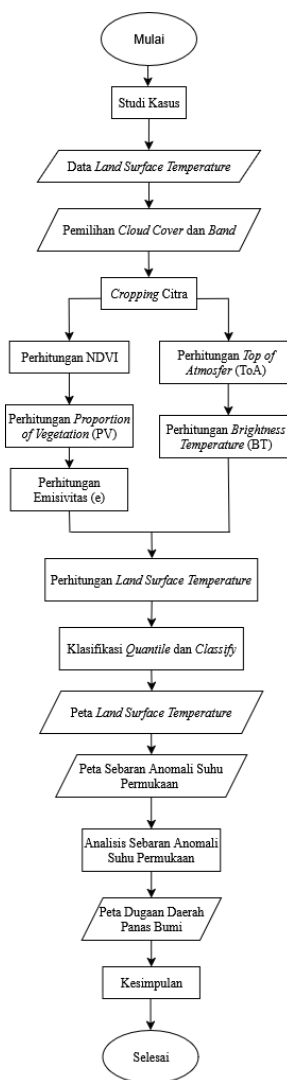 Mulai
Studi Kasus
Data Land Surface Temperature
Pemilihan Cloud Cover dan Band
Cropping Citra
Perhitungan NDVI
Perhitungan Proportion
of Vegetation (PV)
Perhitungan
Emisivitas (e)
Perhitungan Top of
Atmosfer (ToA)
Perhitungan Brightness
Temperature (BT)
Perhitungan Land Surface Temperature
Klasifikasi Quantile dan Classify
Peta Land Surface Temperature
Peta Sebaran Anomali Suhu
Permukaan
Analisis Sebaran Anomali
Suhu Permukaan
Peta Dugaan Daerah
Panas Bumi
Kesimpulan
Selesai